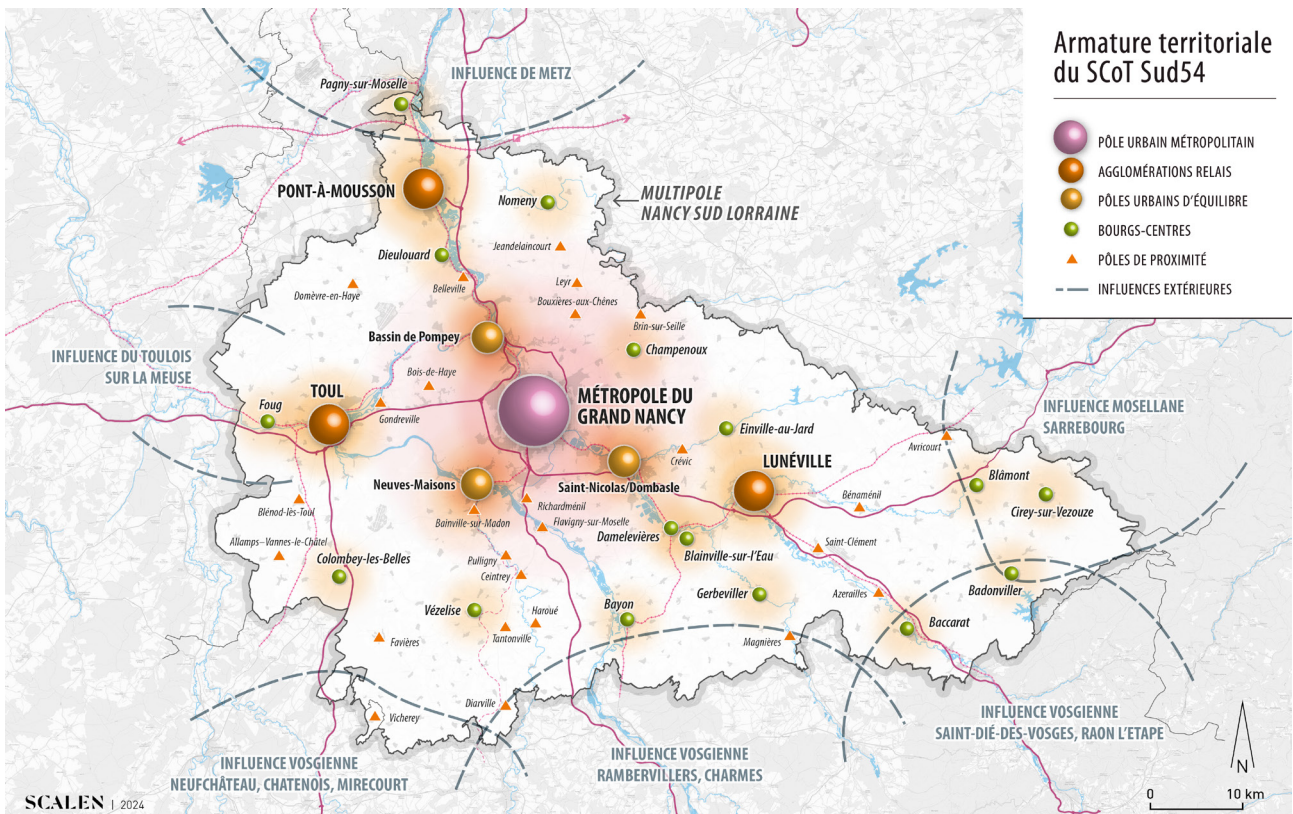 Armature territoriale
du SCoT Sud54
PÔLE URBAIN MÉTROPOLITAIN
AGGLOMÉRATIONS RELAIS
PÔLES URBAINS D'ÉQUILIBRE
BOURGS-CENTRES
PÔLES DE PROXIMITÉ
INFLUENCES EXTÉRIEURES
INFLUENCE DE METZ
Pagny-sur-Moselle
PONT-À-MOUSSON
Nomeny
MULTIPOLE
NANCY SUD LORRAINE
Jeandelaincourt
Dieulouard
Belleville
Leyr
Domèvre-en-Haye
Bouxières-aux-Chênes
Brin-sur-Seille
Bassin de Pompey
Champenoux
INFLUENCE DU TOULOIS
SUR LA MEUSE
Bois-de-Haye
TOUL
MÉTROPOLE DU
GRAND NANCY
Foug
Gondreville
INFLUENCE MOSELLANE
SARREBOURG
Einville-au-Jard
Avricourt
Crévic
LUNÉVILLE
Blâmont
Neuves-Maisons
Saint-Nicolas/Dombasle
Bénaménil
Cirey-sur-Vezouze
Blénod-lès-Toul
Richardménil
Bainville-sur-Madon
Flavigny-sur-Moselle
Damelevières
Allamps–Vannes-le-Châtel
Saint-Clément
Blainville-sur-l'Eau
Colombey-les-Belles
Pulligny
Ceintrey
Badonviller
Gerbeviller
Azerailles
Vézelise
Bayon
Haroué
Baccarat
Favières
Tantonville
Magnières
Diarville
Vicherey
INFLUENCE VOSGIENNE
SAINT-DIÉ-DES-VOSGES, RAON L'ETAPE
INFLUENCE VOSGIENNE
RAMBERVILLERS, CHARMES
INFLUENCE VOSGIENNE
NEUFCHÂTEAU, CHATENOIS, MIRECOURT
N
0 10 km
SCALEN | 2024